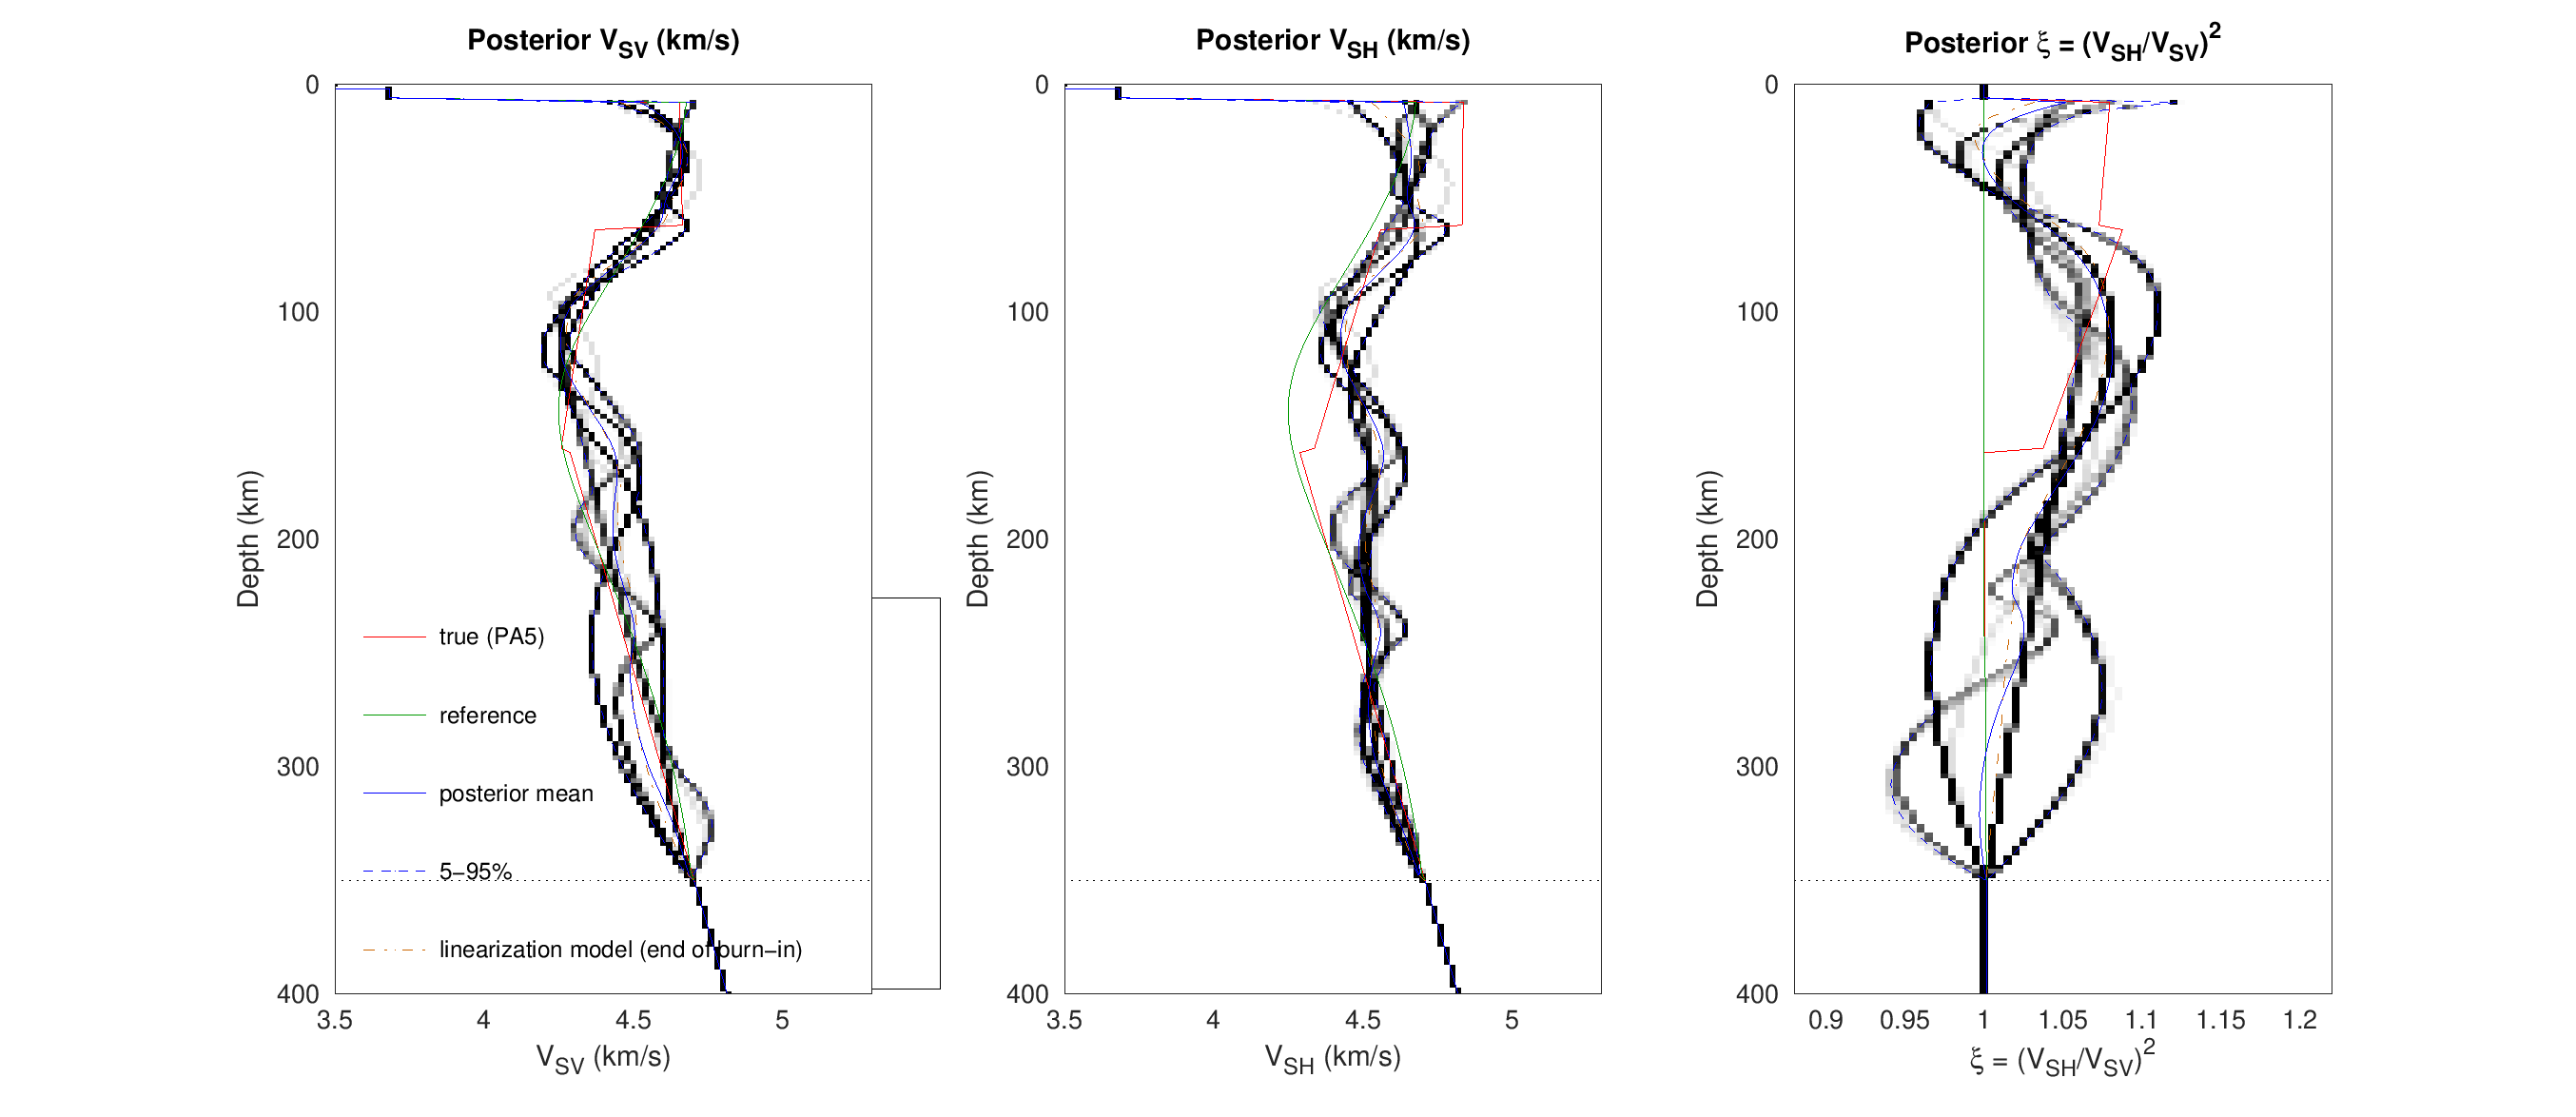 Posterior V_SV (km/s)
0
100
200
300
400
3.5
4
4.5
5
Depth (km)
V_SV (km/s)
true (PA5)
reference
posterior mean
5–95%
linearization model (end of burn–in)
Posterior V_SH (km/s)
0
100
200
300
400
3.5
4
4.5
5
Depth (km)
V_SH (km/s)
Posterior ξ = (V_SH/V_SV)^2
0
100
200
300
400
0.9
0.95
1
1.05
1.1
1.15
1.2
Depth (km)
ξ = (V_SH/V_SV)^2